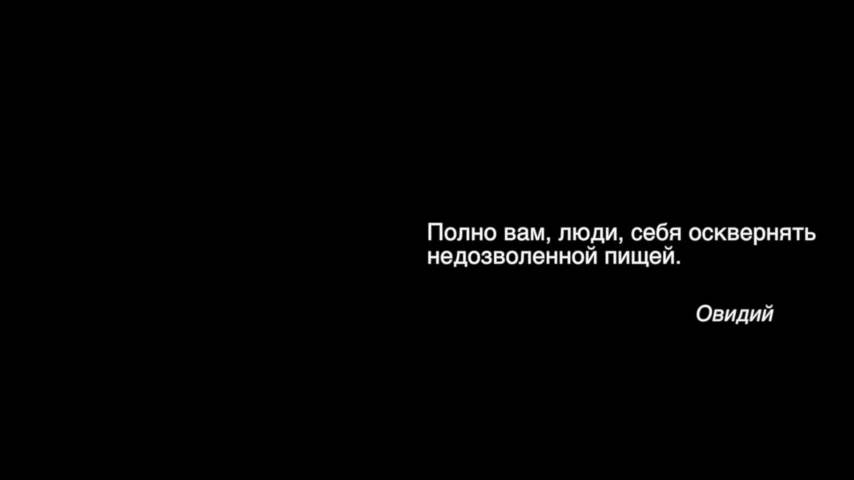 Полно вам, люди, себя осквернять
недозволенной пищей.
Овидий